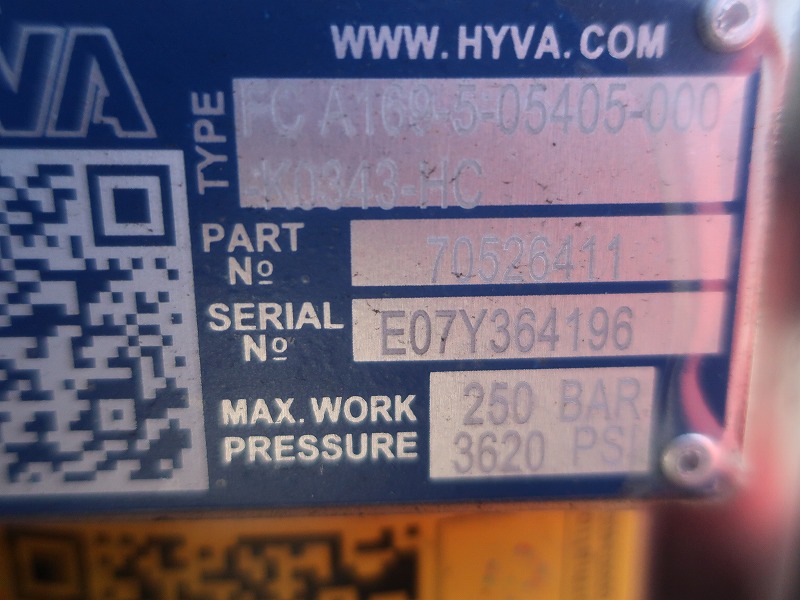 WWW.HYVA.COM
TYPE FC A169-5-05405-000
-K0343-HC
PART Nº 70526411
SERIAL Nº E07Y364196
MAX. WORK PRESSURE 250 BAR
3620 PSI